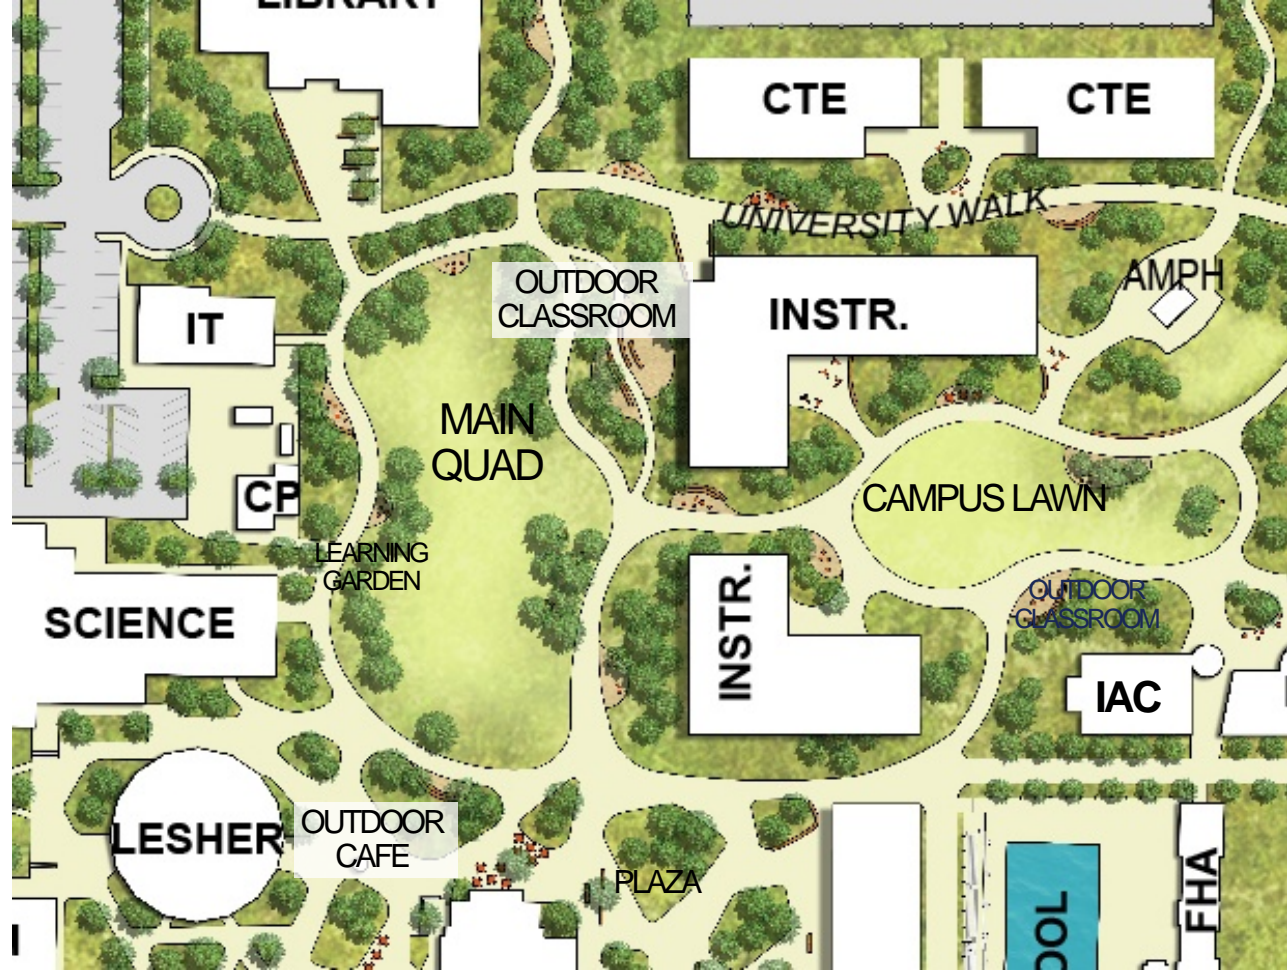 LIBRARY
CTE
CTE
UNIVERSITY WALK
AMPH
OUTDOOR
CLASSROOM
INSTR.
IT
MAIN
QUAD
CP
CAMPUS LAWN
LEARNING
GARDEN
INSTR.
OUTDOOR
CLASSROOM
SCIENCE
IAC
LESHER
OUTDOOR
CAFE
PLAZA
FHA
OOL